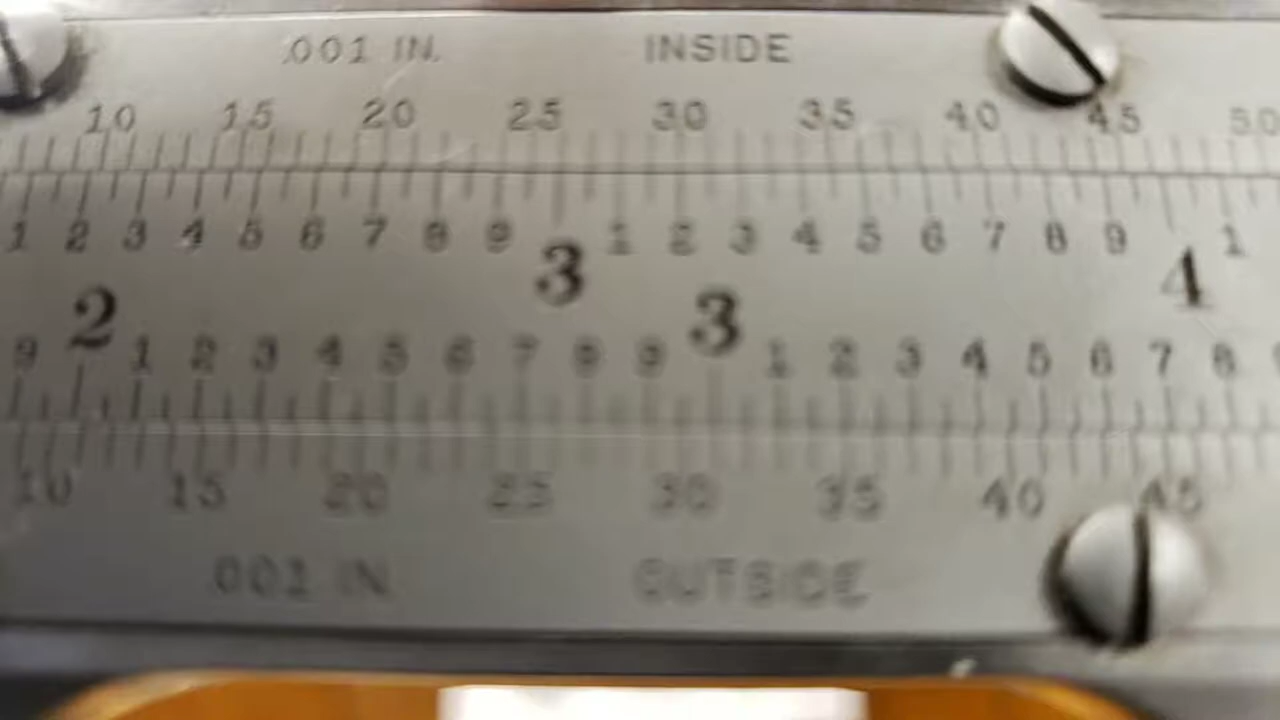 .001 IN. INSIDE
10 15 20 25 30 35 40 45 50
1 2 3 4 5 6 7 8 9 3 1 2 3 4 5 6 7 8 9 4 1
9 2 1 2 3 4 5 6 7 8 9 3 1 2 3 4 5 6 7 8
10 15 20 25 30 35 40 45
.001 IN OUTSIDE